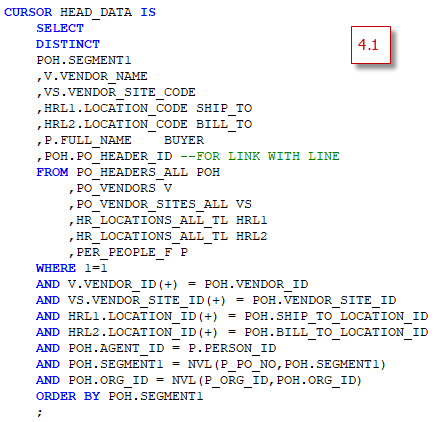 CURSOR HEAD_DATA IS
SELECT
DISTINCT
4.1
POH.SEGMENT1
,V.VENDOR_NAME
,VS.VENDOR_SITE_CODE
,HRL1.LOCATION_CODE SHIP_TO
,HRL2.LOCATION_CODE BILL_TO
,P.FULL_NAME    BUYER
,POH.PO_HEADER_ID --FOR LINK WITH LINE
FROM PO_HEADERS_ALL POH
,PO_VENDORS V
,PO_VENDOR_SITES_ALL VS
,HR_LOCATIONS_ALL_TL HRL1
,HR_LOCATIONS_ALL_TL HRL2
,PER_PEOPLE_F P
WHERE 1=1
AND V.VENDOR_ID(+) = POH.VENDOR_ID
AND VS.VENDOR_SITE_ID(+) = POH.VENDOR_SITE_ID
AND HRL1.LOCATION_ID(+) = POH.SHIP_TO_LOCATION_ID
AND HRL2.LOCATION_ID(+) = POH.BILL_TO_LOCATION_ID
AND POH.AGENT_ID = P.PERSON_ID
AND POH.SEGMENT1 = NVL(P_PO_NO,POH.SEGMENT1)
AND POH.ORG_ID = NVL(P_ORG_ID,POH.ORG_ID)
ORDER BY POH.SEGMENT1
;